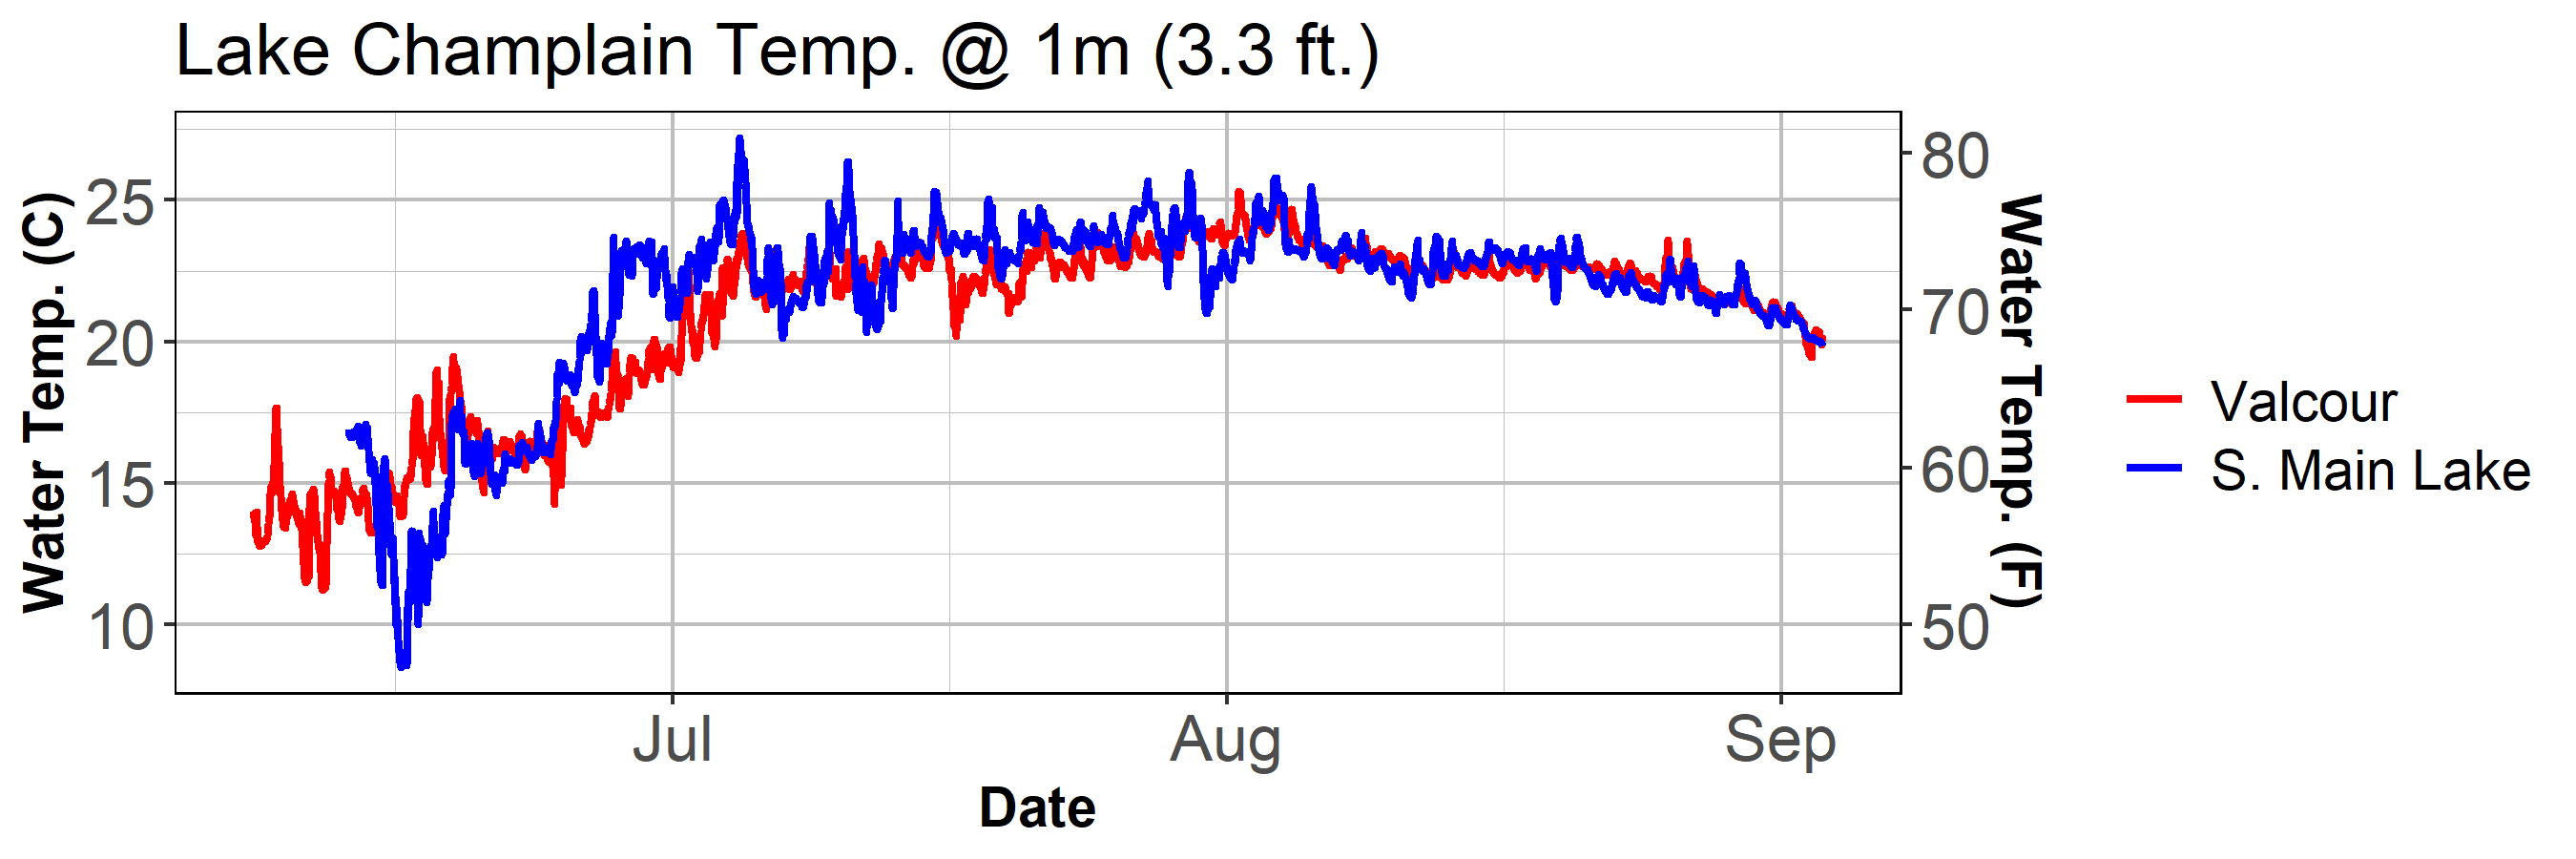 Lake Champlain Temp. @ 1m (3.3 ft.)
Water Temp. (C)
25
20
15
10
80
70
60
50
Water Temp. (F)
Jul
Aug
Sep
Date
Valcour
S. Main Lake